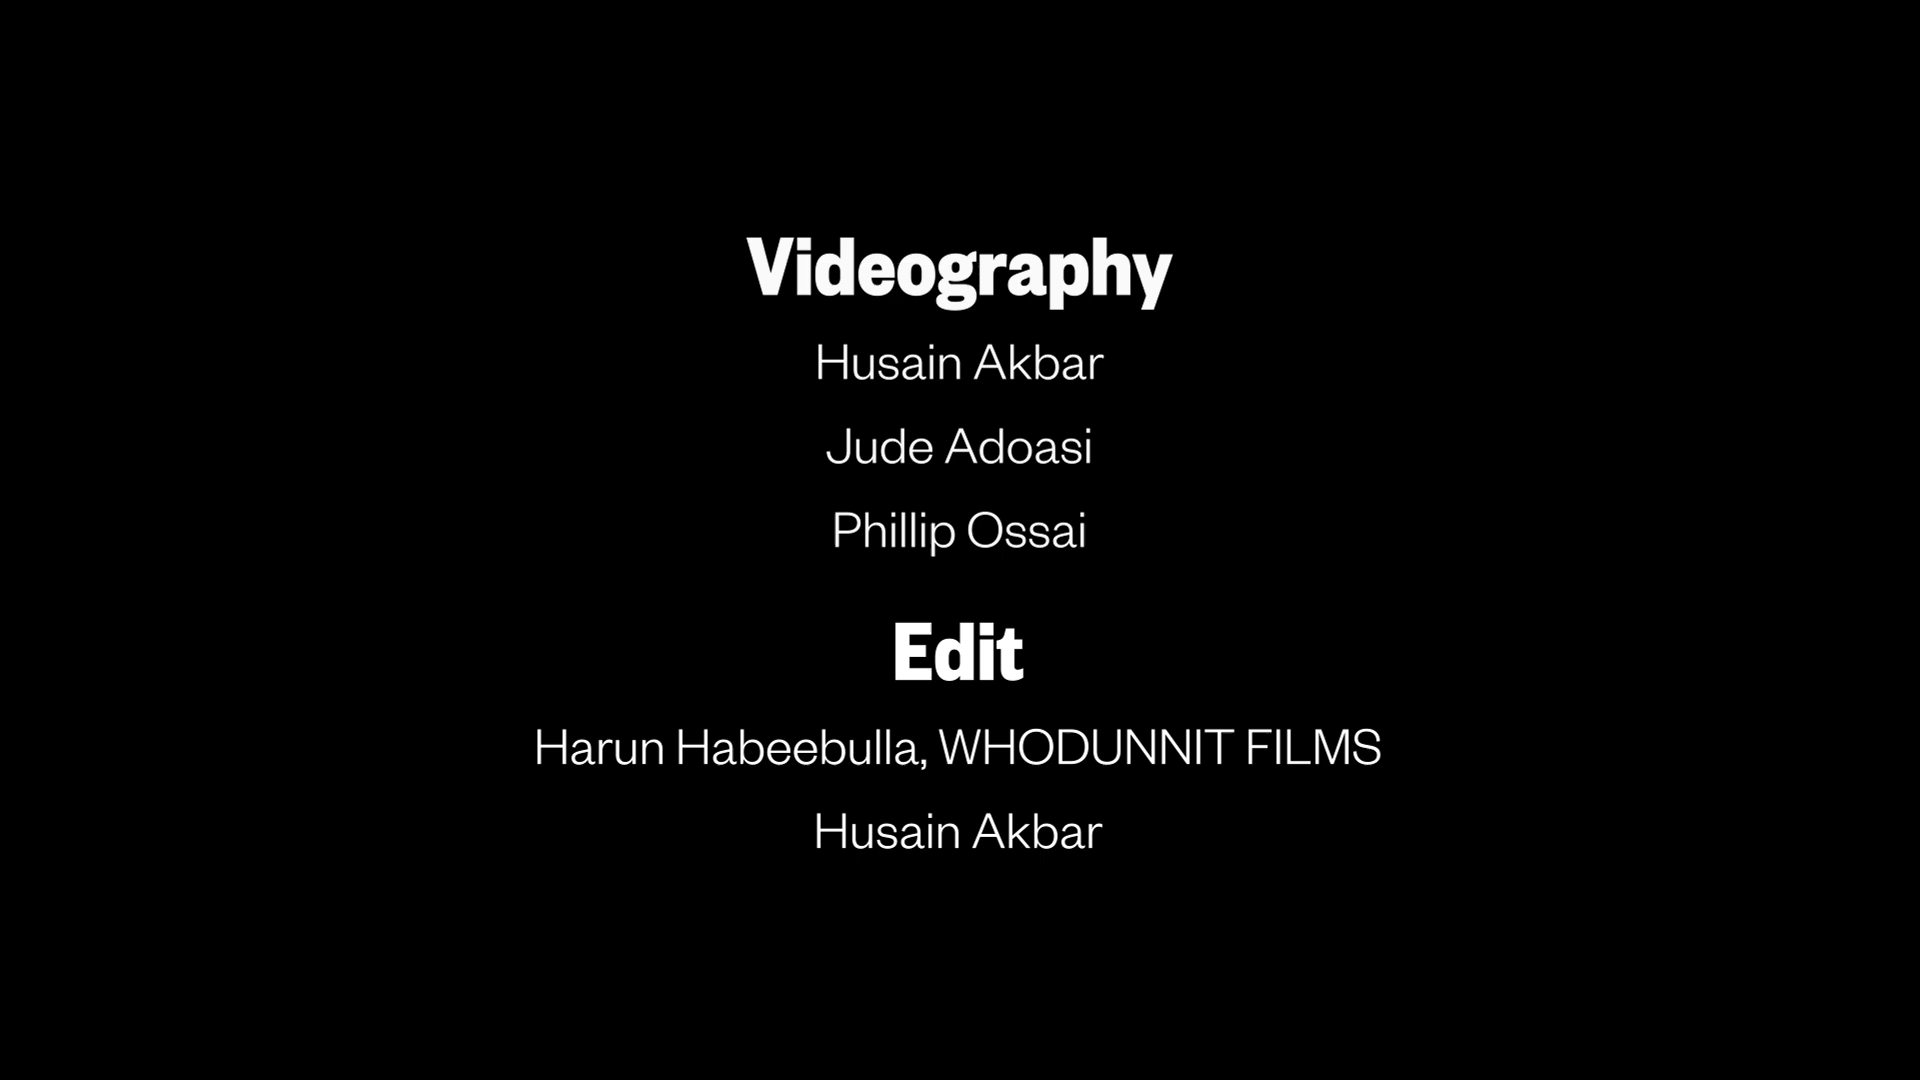 Videography
Husain Akbar
Jude Adoasi
Phillip Ossai
Edit
Harun Habeebulla, WHODUNNIT FILMS
Husain Akbar